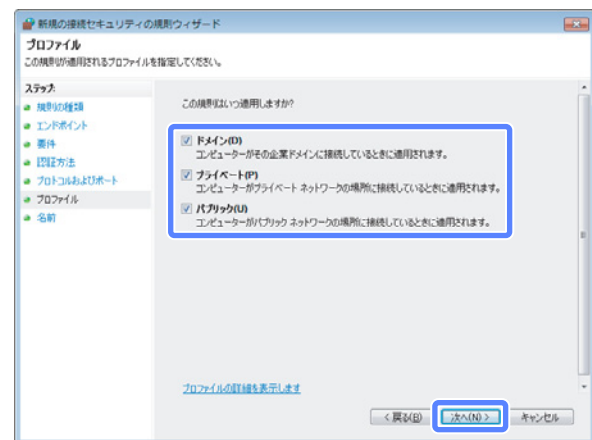 新規の接続セキュリティの規則ウィザード
プロファイル
この規則が適用されるプロファイルを指定してください。
ステップ:
規則の種類
エンドポイント
要件
認証方法
プロトコルおよびポート
プロファイル
名前
この規則はいつ適用しますか?
ドメイン(D)
コンピューターがその企業ドメインに接続しているときに適用されます。
プライベート(P)
コンピューターがプライベート ネットワークの場所に接続しているときに適用されます。
パブリック(U)
コンピューターがパブリック ネットワークの場所に接続しているときに適用されます。
プロファイルの詳細を表示します
< 戻る(B)
次へ(N) >
キャンセル